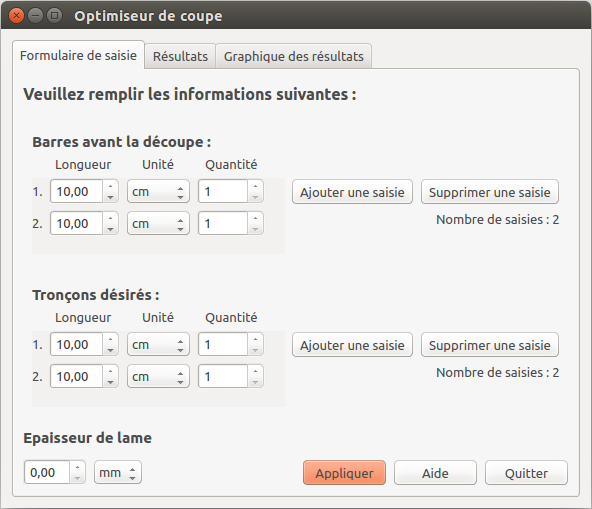 Optimiseur de coupe
Formulaire de saisie Résultats Graphique des résultats
Veuillez remplir les informations suivantes :
Barres avant la découpe :
Longueur Unité Quantité
1. 10,00 cm 1 Ajouter une saisie Supprimer une saisie
Nombre de saisies : 2
2. 10,00 cm 1
Tronçons désirés :
Longueur Unité Quantité
1. 10,00 cm 1 Ajouter une saisie Supprimer une saisie
Nombre de saisies : 2
2. 10,00 cm 1
Epaisseur de lame
0,00 mm Appliquer Aide Quitter